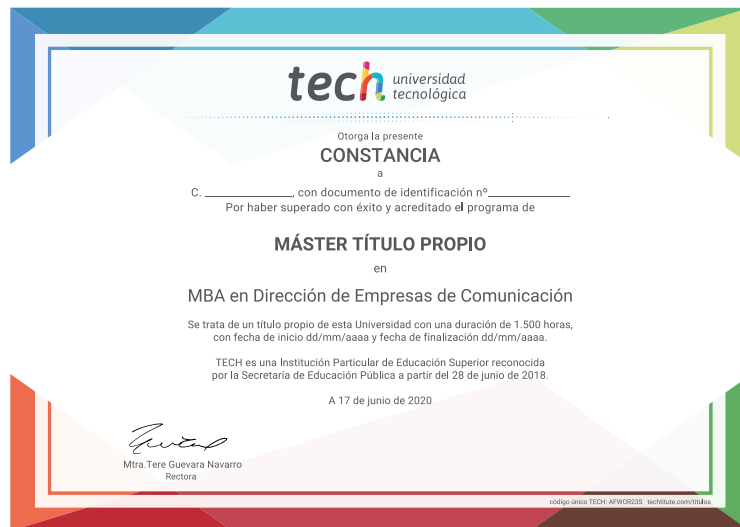 tech universidad
tecnológica
Otorga la presente
CONSTANCIA
a
C. ________________, con documento de identificación nº______________
Por haber superado con éxito y acreditado el programa de
MÁSTER TÍTULO PROPIO
en
MBA en Dirección de Empresas de Comunicación
Se trata de un título propio de esta Universidad con una duración de 1.500 horas,
con fecha de inicio dd/mm/aaaa y fecha de finalización dd/mm/aaaa.
TECH es una Institución Particular de Educación Superior reconocida
por la Secretaría de Educación Pública a partir del 28 de junio de 2018.
A 17 de junio de 2020
Mtra.Tere Guevara Navarro
Rectora
código único TECH: AFWOR23S techtitute.com/titulos